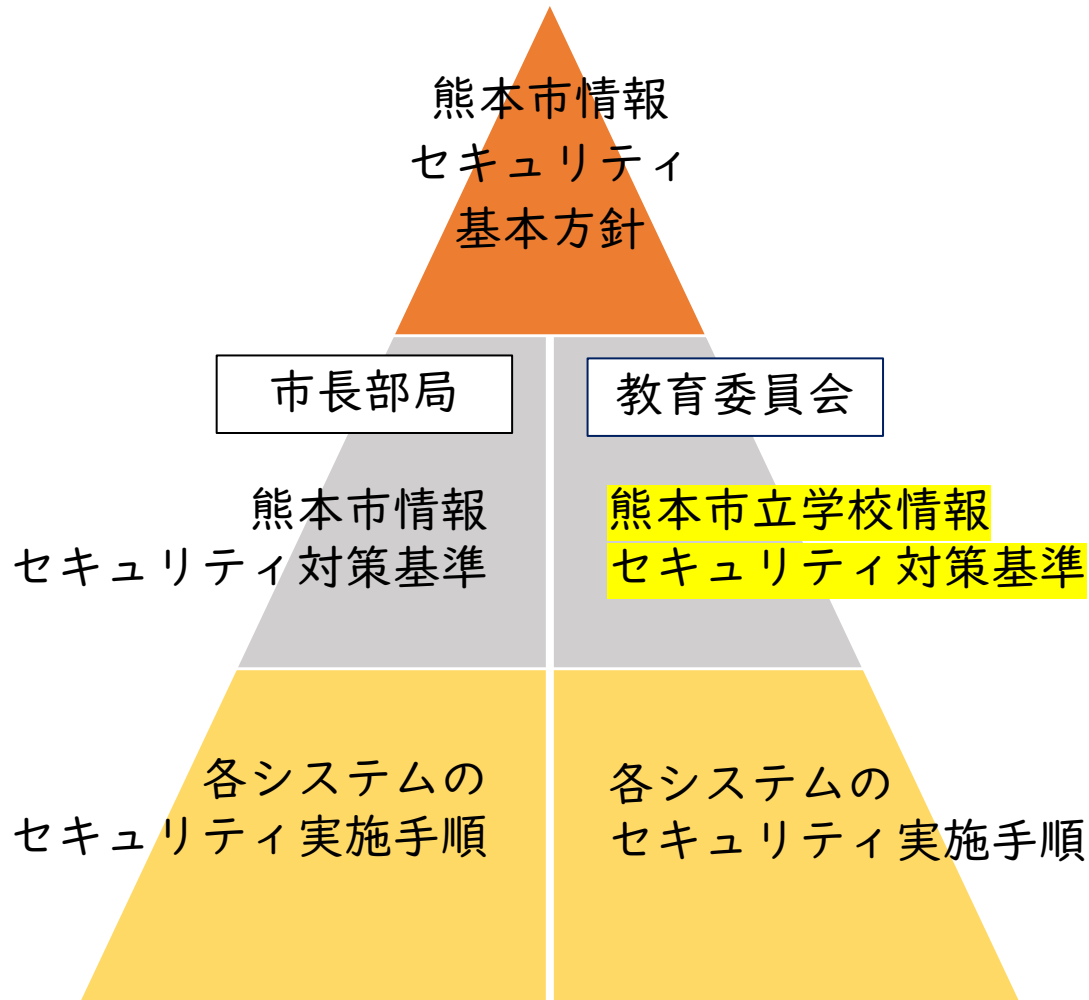 熊本市情報
セキュリティ
基本方針
市長部局
教育委員会
熊本市情報
セキュリティ対策基準
熊本市立学校情報
セキュリティ対策基準
各システムの
セキュリティ実施手順
各システムの
セキュリティ実施手順